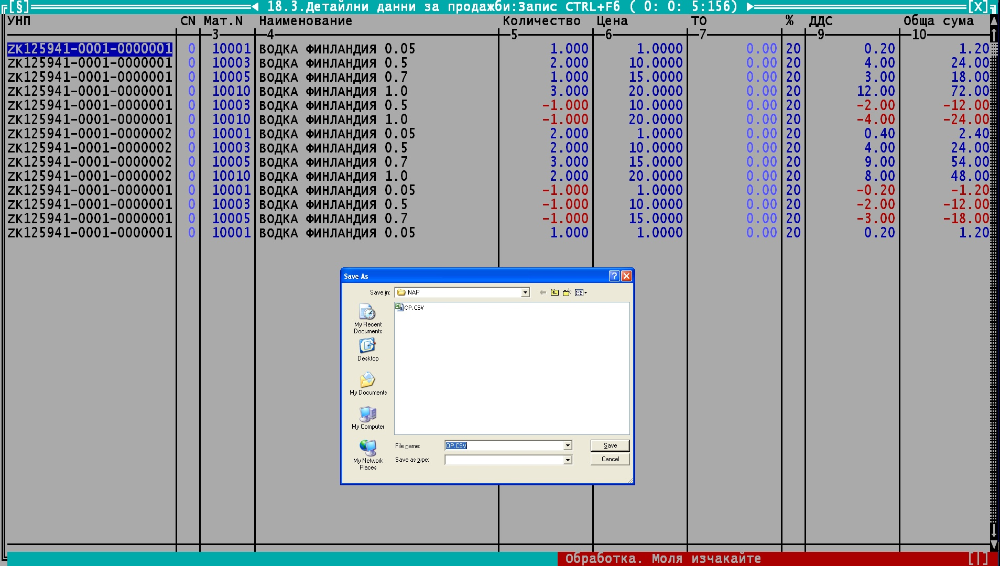 [§] 18.3.Детайлни данни за продажби:Запис CTRL+F6 ( 0: 0: 5:156) [X]
УНП CN Мат.N Наименование Количество Цена ТО % ДДС Обща сума
3 4 5 6 7 9 10
ZK125941-0001-0000001 0 10001 ВОДКА ФИНЛАНДИЯ 0.05 1.000 1.0000 0.00 20 0.20 1.20
ZK125941-0001-0000001 0 10003 ВОДКА ФИНЛАНДИЯ 0.5 2.000 10.0000 0.00 20 4.00 24.00
ZK125941-0001-0000001 0 10005 ВОДКА ФИНЛАНДИЯ 0.7 1.000 15.0000 0.00 20 3.00 18.00
ZK125941-0001-0000001 0 10010 ВОДКА ФИНЛАНДИЯ 1.0 3.000 20.0000 0.00 20 12.00 72.00
ZK125941-0001-0000001 0 10003 ВОДКА ФИНЛАНДИЯ 0.5 -1.000 10.0000 0.00 20 -2.00 -12.00
ZK125941-0001-0000001 0 10010 ВОДКА ФИНЛАНДИЯ 1.0 -1.000 20.0000 0.00 20 -4.00 -24.00
ZK125941-0001-0000002 0 10001 ВОДКА ФИНЛАНДИЯ 0.05 2.000 1.0000 0.00 20 0.40 2.40
ZK125941-0001-0000002 0 10003 ВОДКА ФИНЛАНДИЯ 0.5 2.000 10.0000 0.00 20 4.00 24.00
ZK125941-0001-0000002 0 10005 ВОДКА ФИНЛАНДИЯ 0.7 3.000 15.0000 0.00 20 9.00 54.00
ZK125941-0001-0000002 0 10010 ВОДКА ФИНЛАНДИЯ 1.0 2.000 20.0000 0.00 20 8.00 48.00
ZK125941-0001-0000001 0 10001 ВОДКА ФИНЛАНДИЯ 0.05 -1.000 1.0000 0.00 20 -0.20 -1.20
ZK125941-0001-0000001 0 10003 ВОДКА ФИНЛАНДИЯ 0.5 -1.000 10.0000 0.00 20 -2.00 -12.00
ZK125941-0001-0000001 0 10005 ВОДКА ФИНЛАНДИЯ 0.7 -1.000 15.0000 0.00 20 -3.00 -18.00
ZK125941-0001-0000001 0 10001 ВОДКА ФИНЛАНДИЯ 0.05 1.000 1.0000 0.00 20 0.20 1.20
Save As
Save in: NAP
OP.CSV
My Recent
Documents
Desktop
My Documents
My Computer
My Network
Places
File name: OP.CSV Save
Save as type: Cancel
Обработка. Моля изчакайте [|]